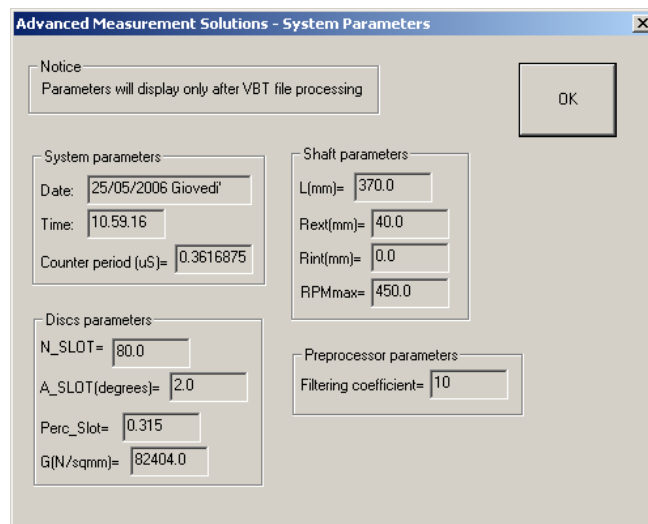 Advanced Measurement Solutions - System Parameters
Notice
Parameters will display only after VBT file processing
OK
System parameters
Date: 25/05/2006 Giovedi'
Time: 10.59.16
Counter period (uS)= 0.3616875
Shaft parameters
L(mm)= 370.0
Rext(mm)= 40.0
Rint(mm)= 0.0
RPMmax= 450.0
Discs parameters
N_SLOT= 80.0
A_SLOT(degrees)= 2.0
Perc_Slot= 0.315
G(N/sqmm)= 82404.0
Preprocessor parameters
Filtering coefficient= 10